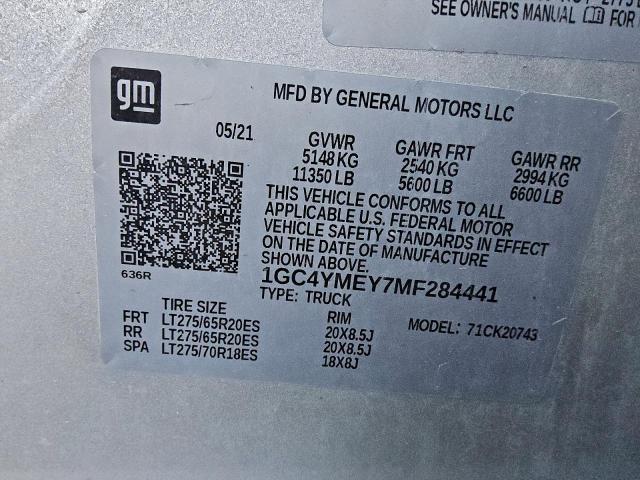 SEE OWNER'S MANUAL FOR
gm
MFD BY GENERAL MOTORS LLC
05/21
GVWR GAWR FRT GAWR RR
5148 KG 2540 KG 2994 KG
11350 LB 5600 LB 6600 LB
THIS VEHICLE CONFORMS TO ALL
APPLICABLE U.S. FEDERAL MOTOR
VEHICLE SAFETY STANDARDS IN EFFECT
ON THE DATE OF MANUFACTURE
SHOWN ABOVE.
636R
1GC4YMEY7MF284441
TYPE: TRUCK
TIRE SIZE RIM MODEL: 71CK20743
FRT LT275/65R20ES 20X8.5J
RR LT275/65R20ES 20X8.5J
SPA LT275/70R18ES 18X8J